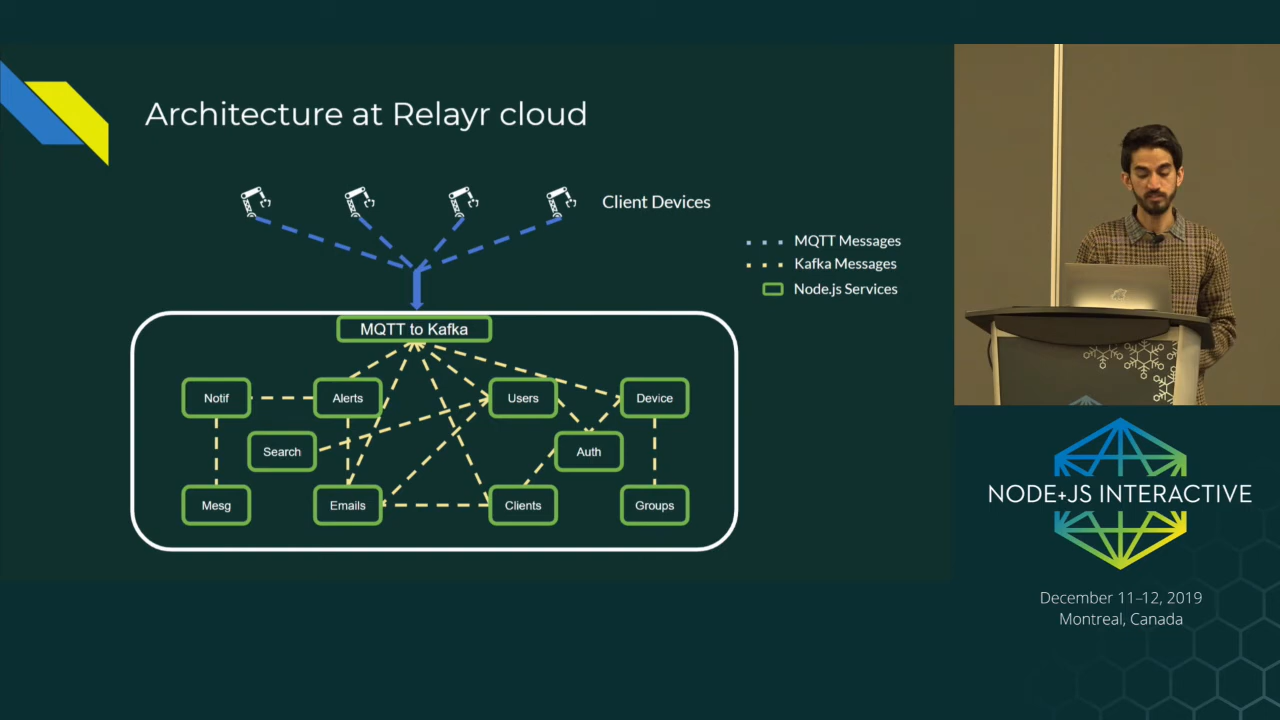 Architecture at Relayr cloud
Client Devices
MQTT Messages
Kafka Messages
Node.js Services
MQTT to Kafka
Notif
Alerts
Users
Device
Search
Auth
Mesg
Emails
Clients
Groups
NODE+JS INTERACTIVE
December 11–12, 2019
Montreal, Canada